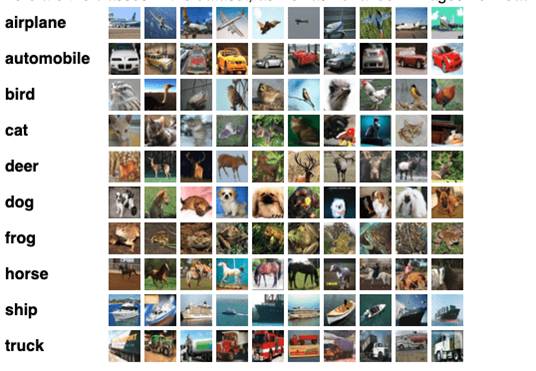 airplane
automobile
bird
cat
deer
dog
frog
horse
ship
truck